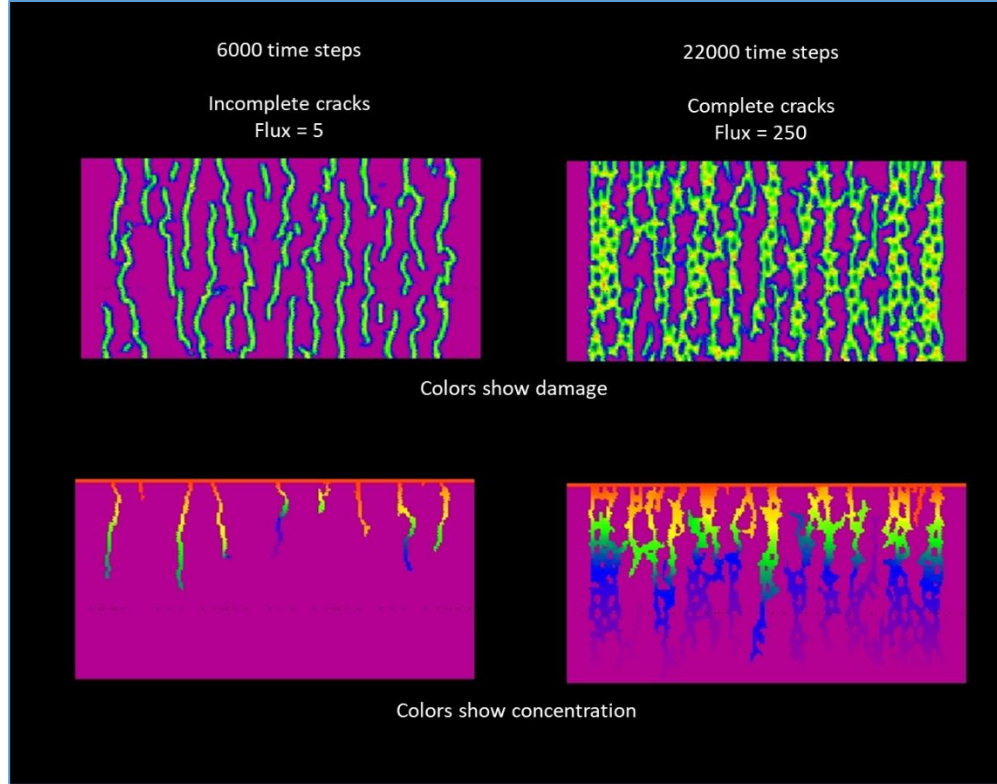 6000 time steps
22000 time steps
Incomplete cracks
Flux = 5
Complete cracks
Flux = 250
Colors show damage
Colors show concentration